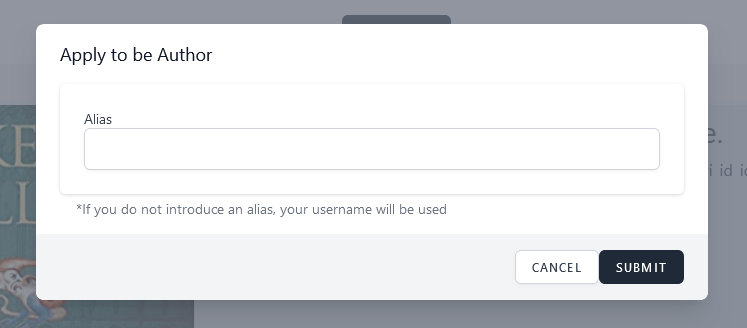 Apply to be Author
Alias
*If you do not introduce an alias, your username will be used
CANCEL
SUBMIT